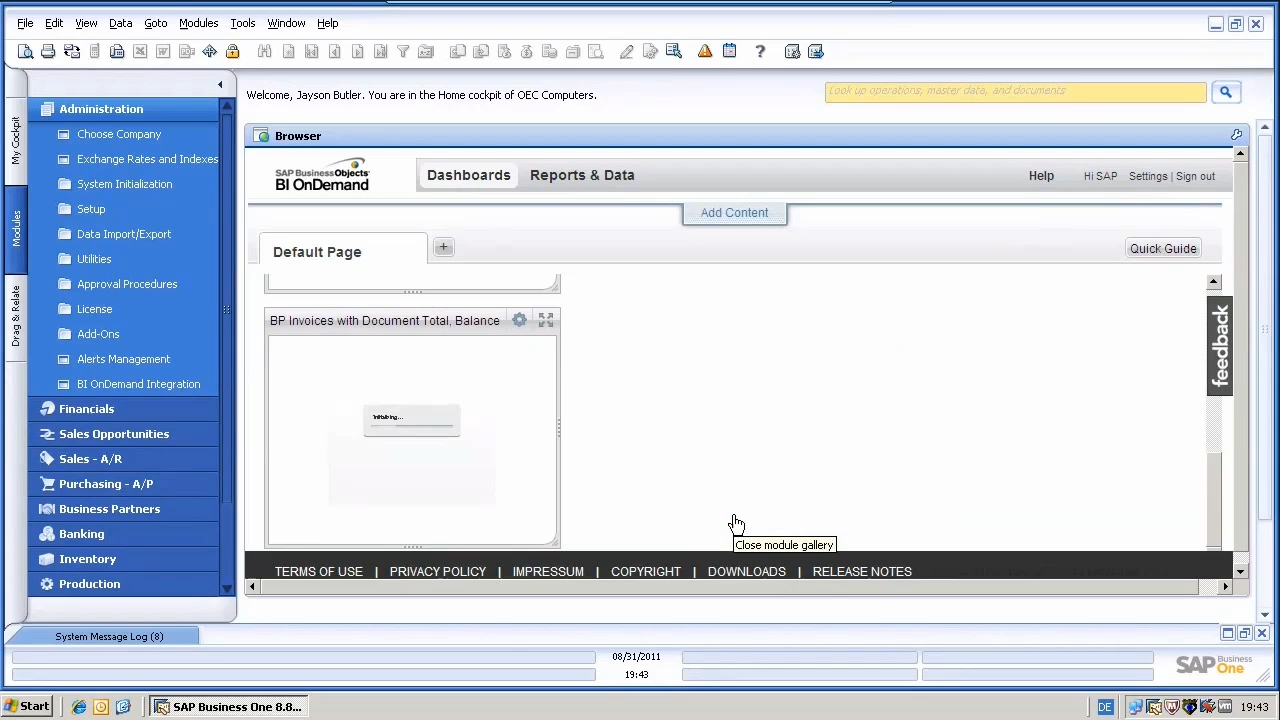 File Edit View Data Goto Modules Tools Window Help
Welcome, Jayson Butler. You are in the Home cockpit of OEC Computers.
Look up operations, master data, and documents
My Cockpit
Modules
Drag & Relate
Administration
Choose Company
Exchange Rates and Indexes
System Initialization
Setup
Data Import/Export
Utilities
Approval Procedures
License
Add-Ons
Alerts Management
BI OnDemand Integration
Financials
Sales Opportunities
Sales - A/R
Purchasing - A/P
Business Partners
Banking
Inventory
Production
Browser
SAP BusinessObjects
BI OnDemand
Dashboards Reports & Data Help Hi SAP Settings | Sign out
Add Content
Default Page + Quick Guide
BP Invoices with Document Total, Balance
Initializing...
feedback
Close module gallery
TERMS OF USE | PRIVACY POLICY | IMPRESSUM | COPYRIGHT | DOWNLOADS | RELEASE NOTES
System Message Log (8)
08/31/2011
19:43
SAP Business One
Start SAP Business One 8.8... DE 19:43